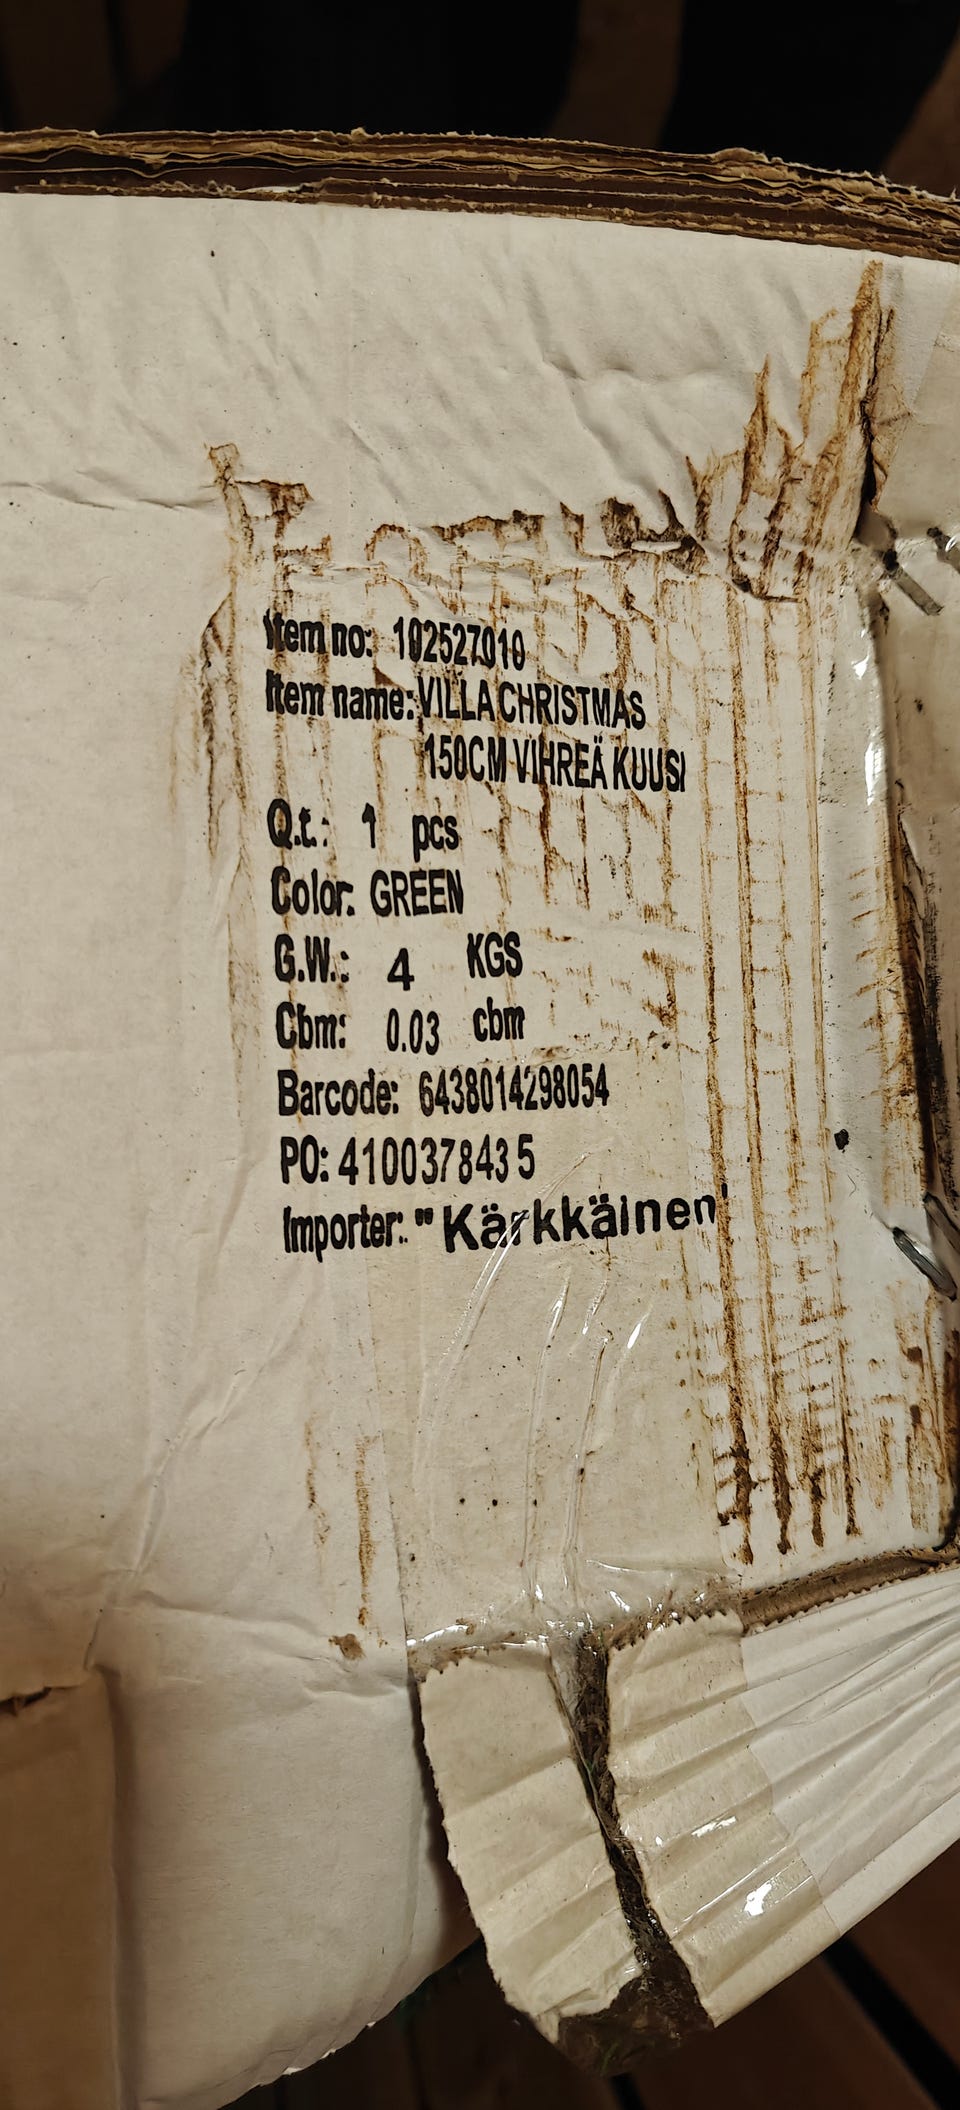 Item no: 102527010
Item name: VILLA CHRISTMAS
150CM VIHREÄ KUUSI
Q.t.: 1 pcs
Color: GREEN
G.W.: 4 KGS
Cbm: 0.03 cbm
Barcode: 6438014298054
PO: 4100378435
Importer: "Kärkkäinen"